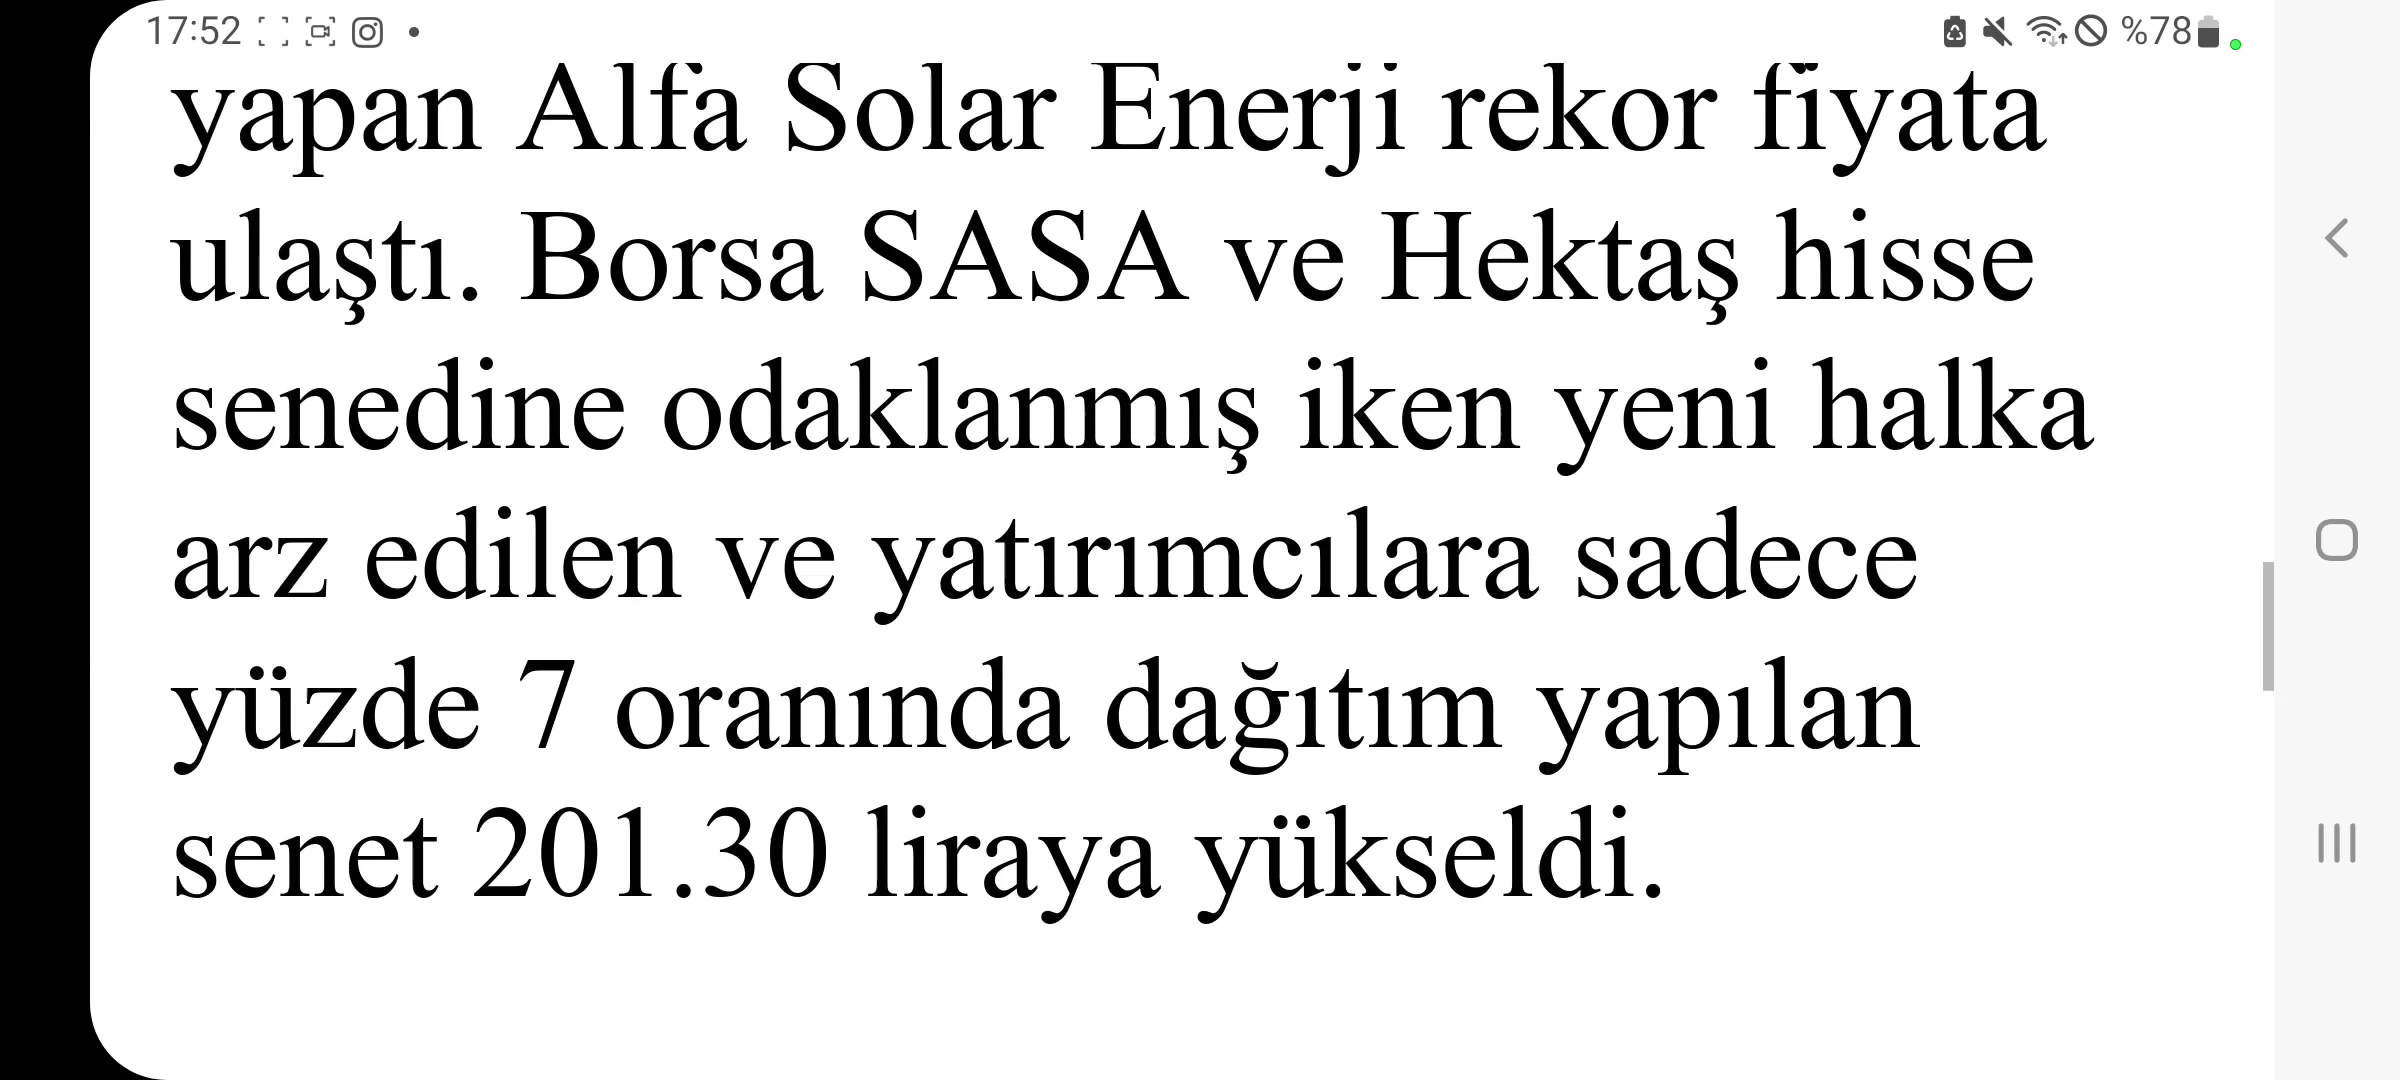 17:52 %78
yapan Alfa Solar Enerji rekor fiyata
ulaştı. Borsa SASA ve Hektaş hisse
senedine odaklanmış iken yeni halka
arz edilen ve yatırımcılara sadece
yüzde 7 oranında dağıtım yapılan
senet 201.30 liraya yükseldi.